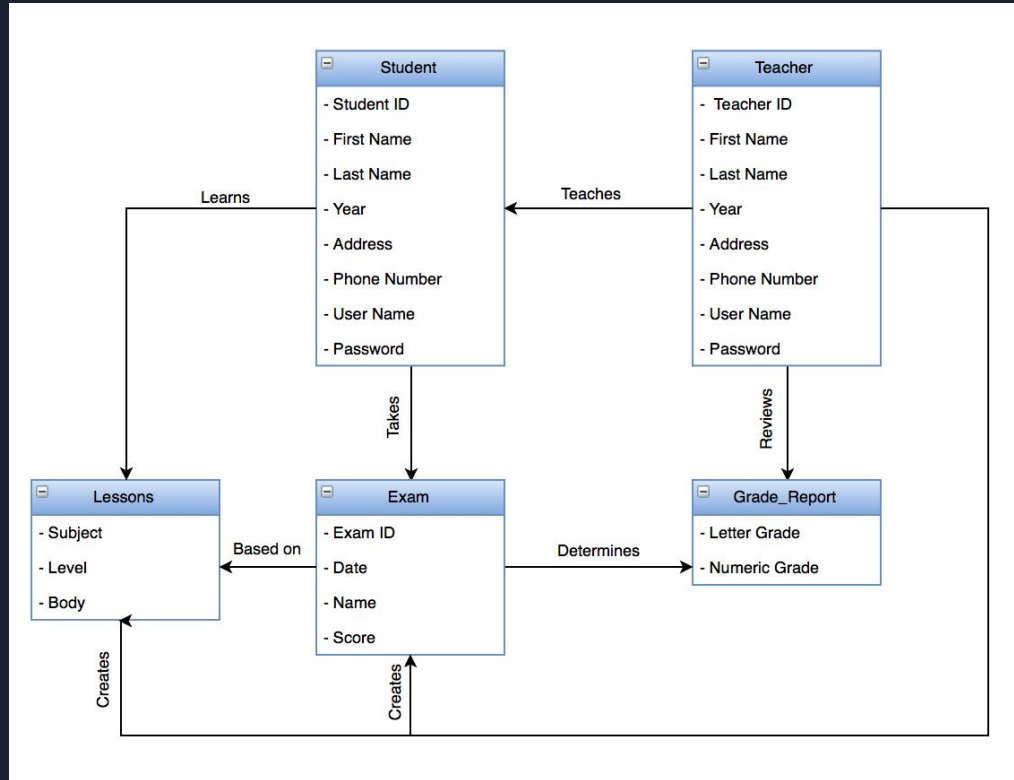 Student
- Student ID
- First Name
- Last Name
- Year
- Address
- Phone Number
- User Name
- Password
Teacher
- Teacher ID
- First Name
- Last Name
- Year
- Address
- Phone Number
- User Name
- Password
Learns
Teaches
Takes
Reviews
Lessons
- Subject
- Level
- Body
Based on
Exam
- Exam ID
- Date
- Name
- Score
Determines
Grade_Report
- Letter Grade
- Numeric Grade
Creates
Creates